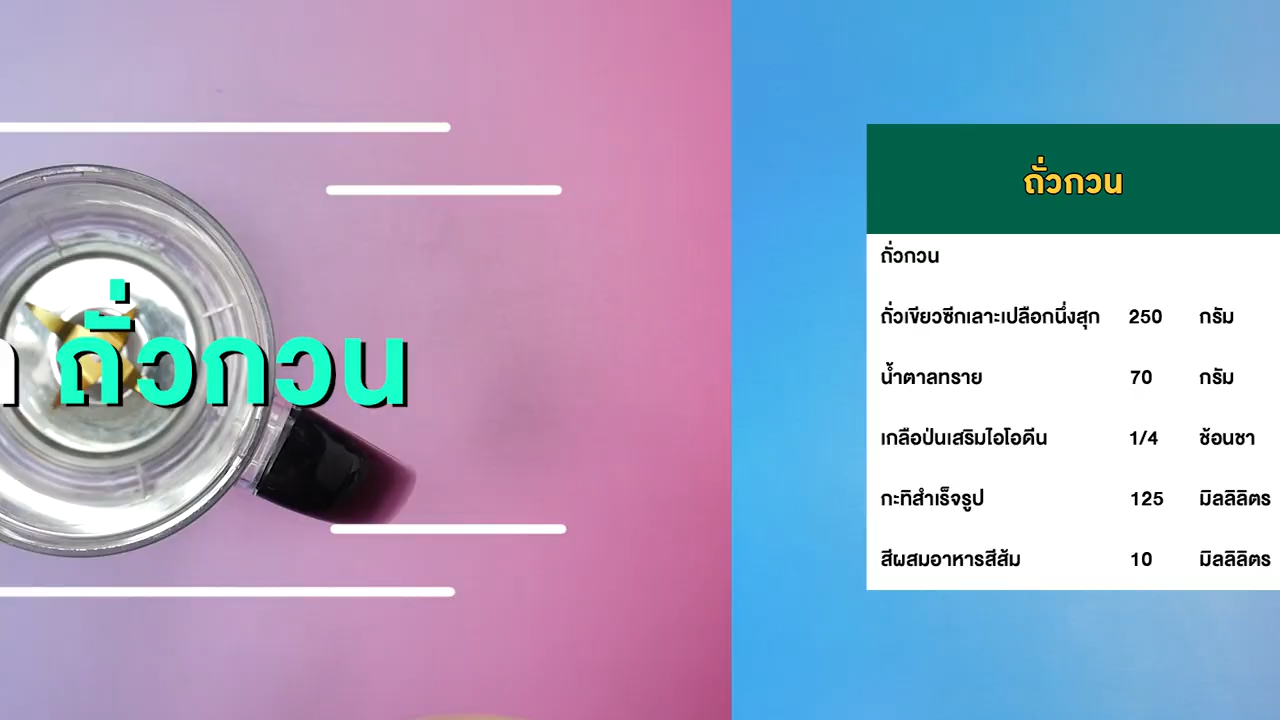 ถั่วกวน
ถั่วกวน
ถั่วกวน
ถั่วเขียวซีกเลาะเปลือกนึ่งสุก 250 กรัม
น้ำตาลทราย 70 กรัม
เกลือป่นเสริมไอโอดีน 1/4 ช้อนชา
กะทิสำเร็จรูป 125 มิลลิลิตร
สีผสมอาหารสีส้ม 10 มิลลิลิตร